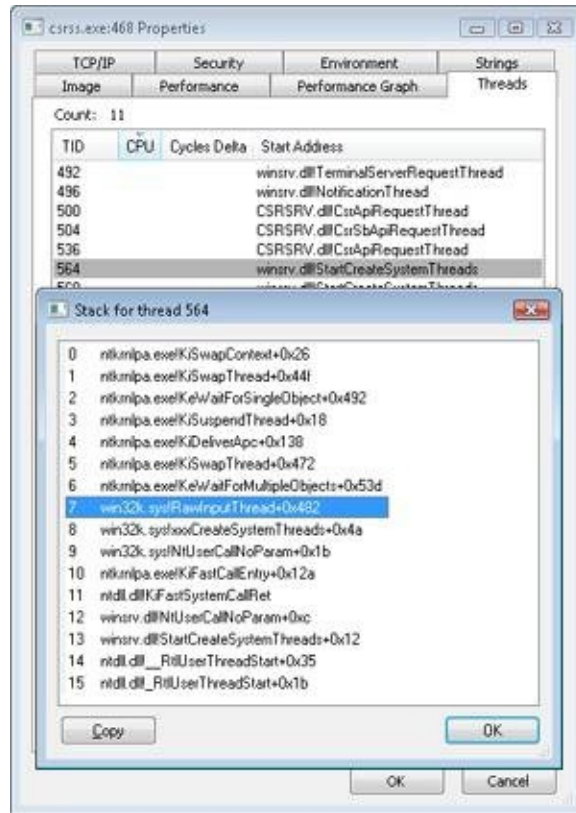 csrss.exe:468 Properties
TCP/IP Security Environment Strings
Image Performance Performance Graph Threads
Count: 11
TID CPU Cycles Delta Start Address
492 winsrv.dll!TerminalServerRequestThread
496 winsrv.dll!NotificationThread
500 CSRSRV.dll!CsrApiRequestThread
504 CSRSRV.dll!CsrSbApiRequestThread
536 CSRSRV.dll!CsrApiRequestThread
564 winsrv.dll!StartCreateSystemThreads
winsrv.dll!StartCreateSystemThreads
Stack for thread 564
0 ntkrnlpa.exe!KiSwapContext+0x26
1 ntkrnlpa.exe!KiSwapThread+0x44f
2 ntkrnlpa.exe!KeWaitForSingleObject+0x492
3 ntkrnlpa.exe!KiSuspendThread+0x18
4 ntkrnlpa.exe!KiDeliverApc+0x138
5 ntkrnlpa.exe!KiSwapThread+0x472
6 ntkrnlpa.exe!KeWaitForMultipleObjects+0x53d
7 win32k.sys!RawInputThread+0x482
8 win32k.sys!xxxCreateSystemThreads+0x4a
9 win32k.sys!NtUserCallNoParam+0x1b
10 ntkrnlpa.exe!KiFastCallEntry+0x12a
11 ntdll.dll!KiFastSystemCallRet
12 winsrv.dll!NtUserCallNoParam+0xc
13 winsrv.dll!StartCreateSystemThreads+0x12
14 ntdll.dll!__RtlUserThreadStart+0x35
15 ntdll.dll!_RtlUserThreadStart+0x1b
Copy OK
OK Cancel